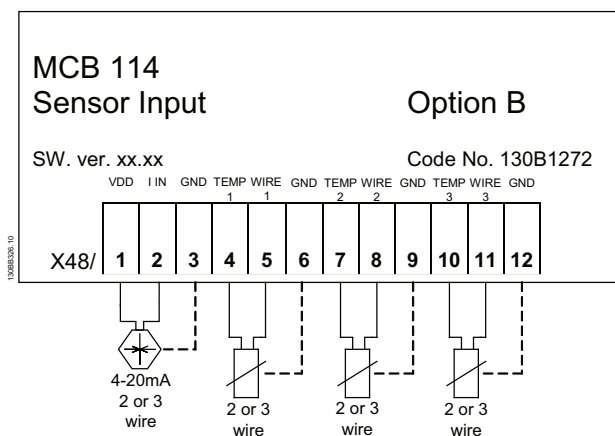 MCB 114
Sensor Input Option B
SW. ver. xx.xx Code No. 130B1272
VDD I IN GND TEMP WIRE GND TEMP WIRE GND TEMP WIRE GND
1 1 2 2 3 3
X48/ 1 2 3 4 5 6 7 8 9 10 11 12
130BB326.10
4-20mA
2 or 3
wire
2 or 3
wire
2 or 3
wire
2 or 3
wire